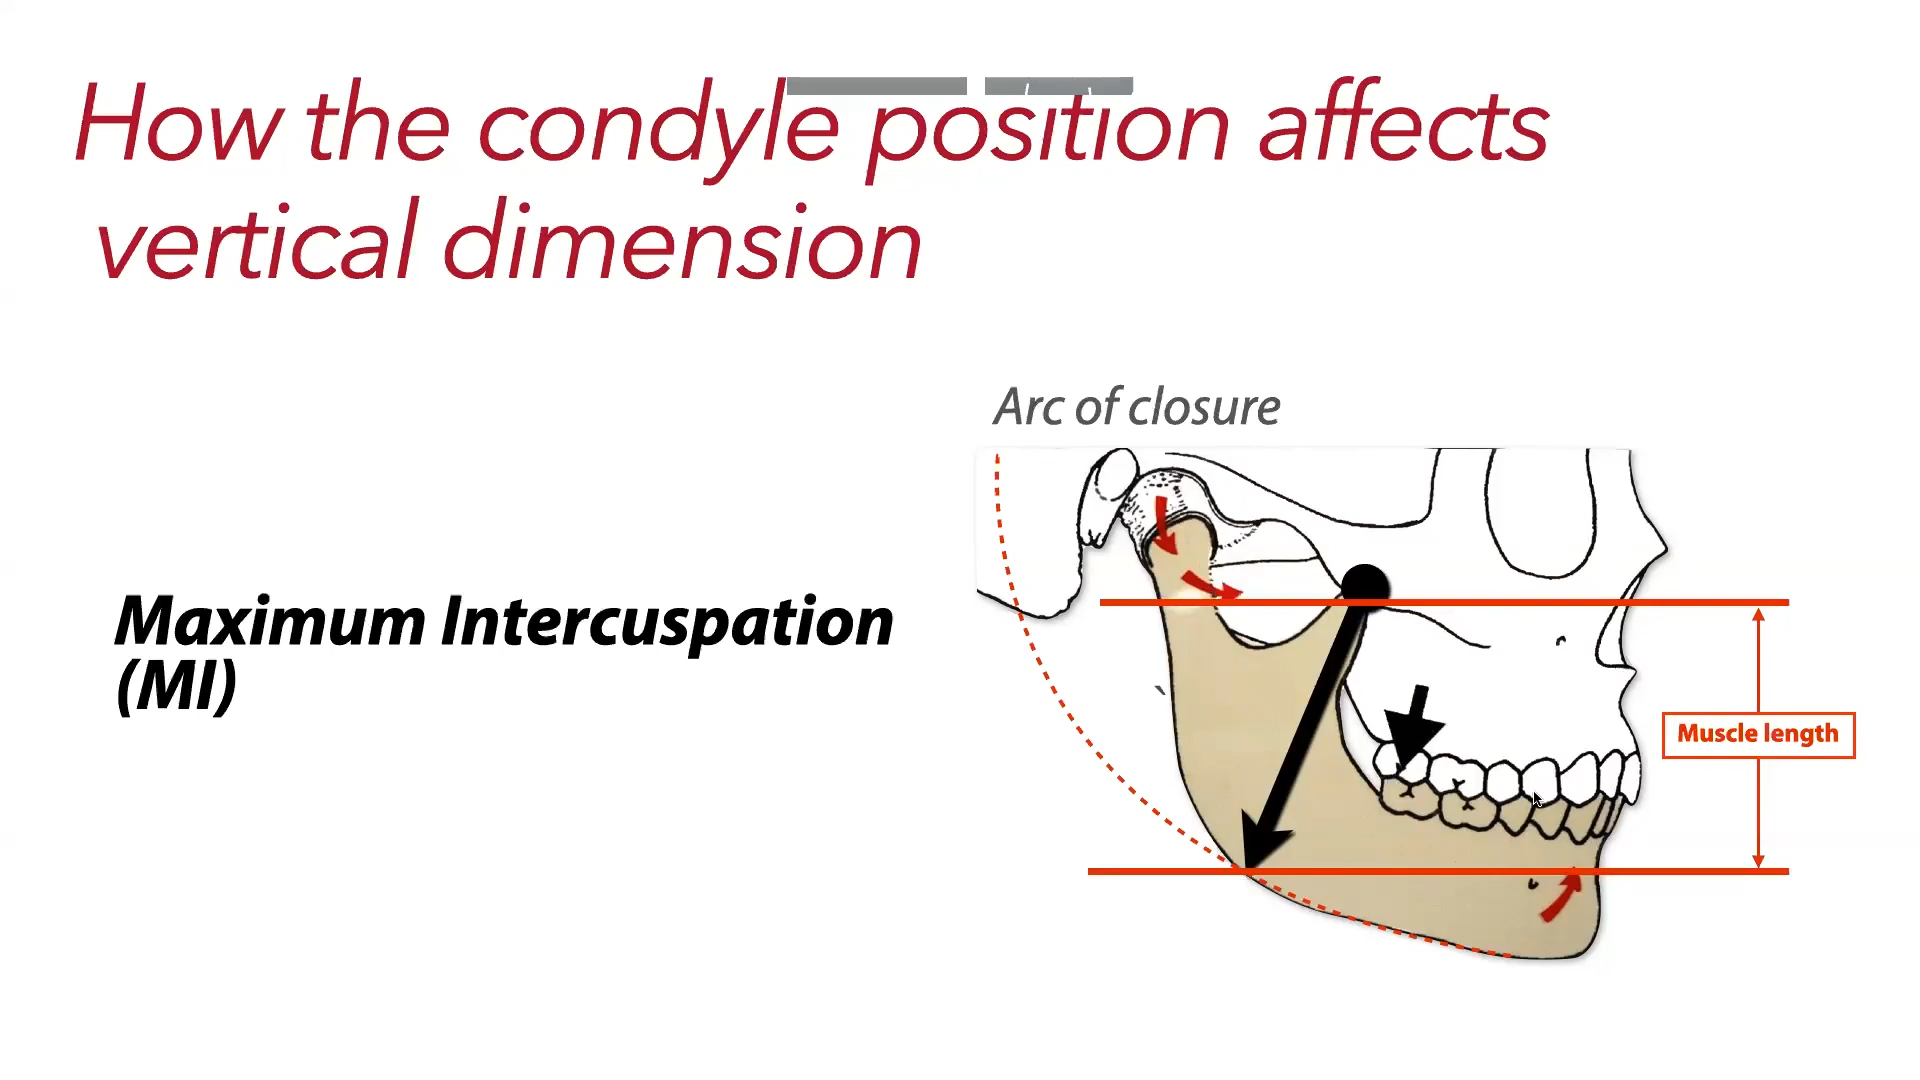 How the condyle position affects
vertical dimension
Arc of closure
Maximum Intercuspation
(MI)
Muscle length